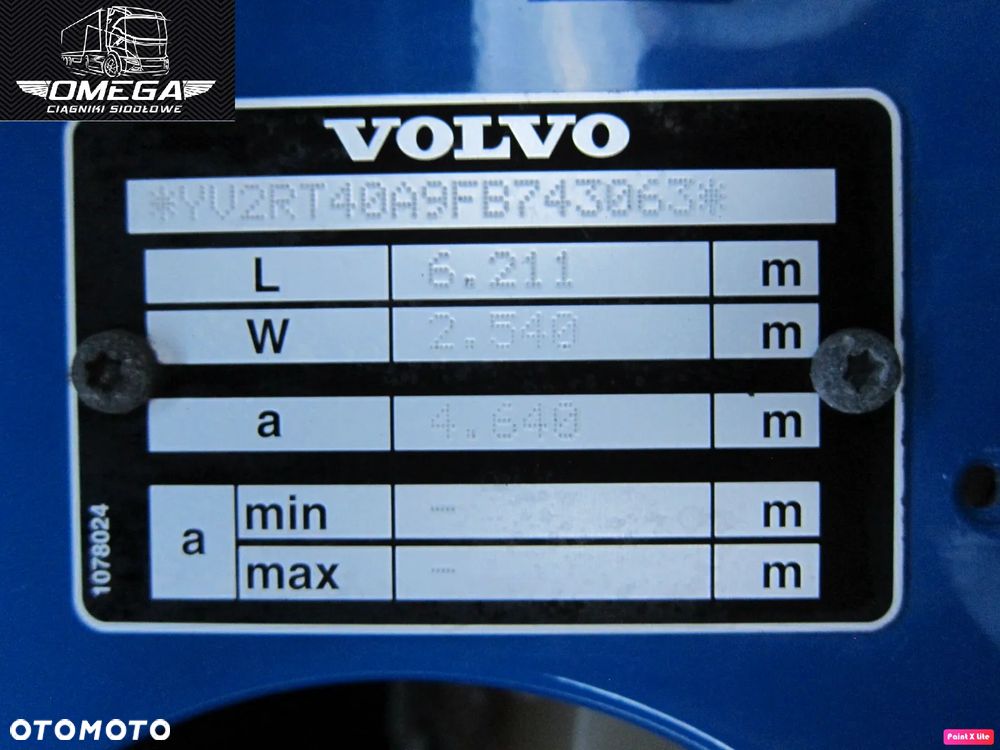 OMEGA
CIĄGNIKI SIODŁOWE
VOLVO
*YV2RT40A9FB743063*
L 6.211 m
W 2.540 m
a 4.640 m
a min -- m
max -- m
1078024
OTOMOTO
Paint X lite